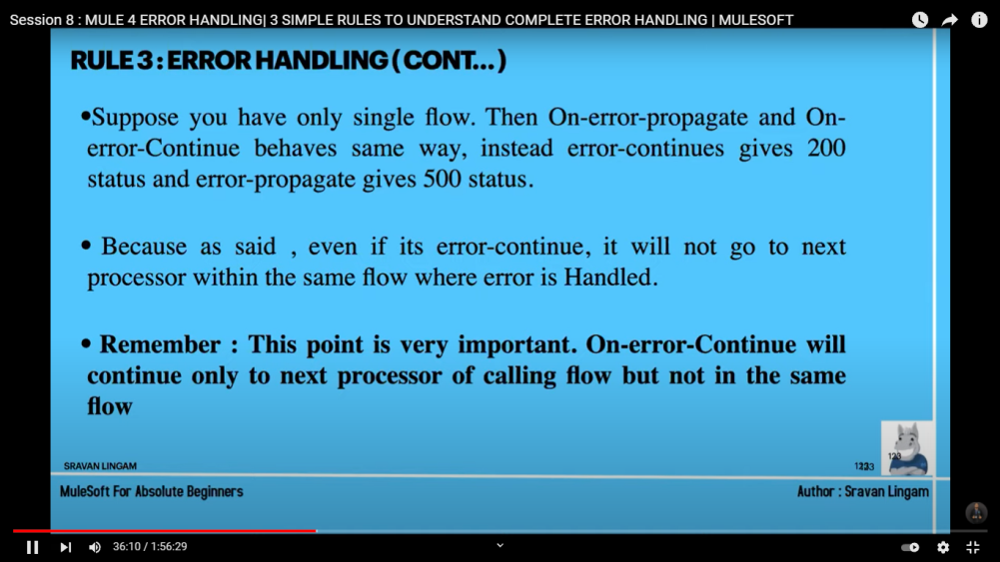 Session 8 : MULE 4 ERROR HANDLING| 3 SIMPLE RULES TO UNDERSTAND COMPLETE ERROR HANDLING | MULESOFT
RULE 3 : ERROR HANDLING ( CONT... )
•Suppose you have only single flow. Then On-error-propagate and On-
error-Continue behaves same way, instead error-continues gives 200
status and error-propagate gives 500 status.
• Because as said , even if its error-continue, it will not go to next
processor within the same flow where error is Handled.
• Remember : This point is very important. On-error-Continue will
continue only to next processor of calling flow but not in the same
flow
SRAVAN LINGAM
MuleSoft For Absolute Beginners
Author : Sravan Lingam
36:10 / 1:56:29